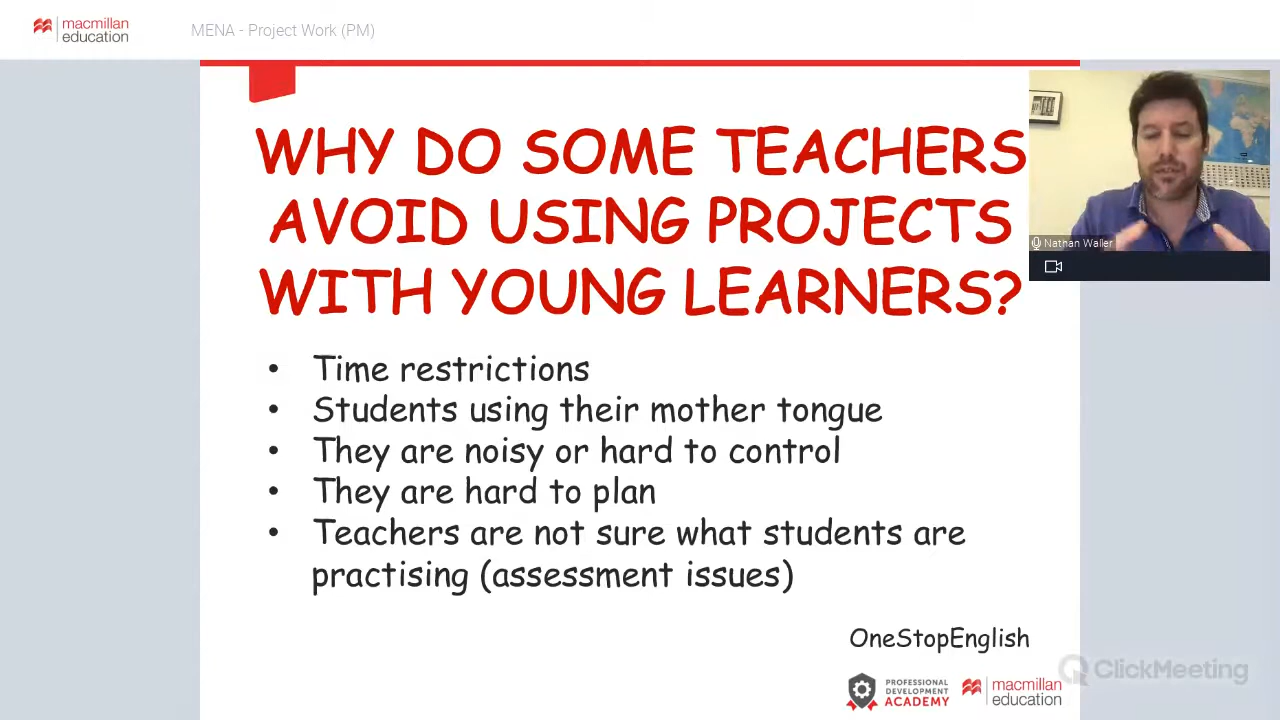 macmillan
education
MENA - Project Work (PM)
WHY DO SOME TEACHERS
AVOID USING PROJECTS
WITH YOUNG LEARNERS?
Nathan Waller
• Time restrictions
• Students using their mother tongue
• They are noisy or hard to control
• They are hard to plan
• Teachers are not sure what students are
practising (assessment issues)
OneStopEnglish
ClickMeeting
PROFESSIONAL
DEVELOPMENT
ACADEMY
macmillan
education